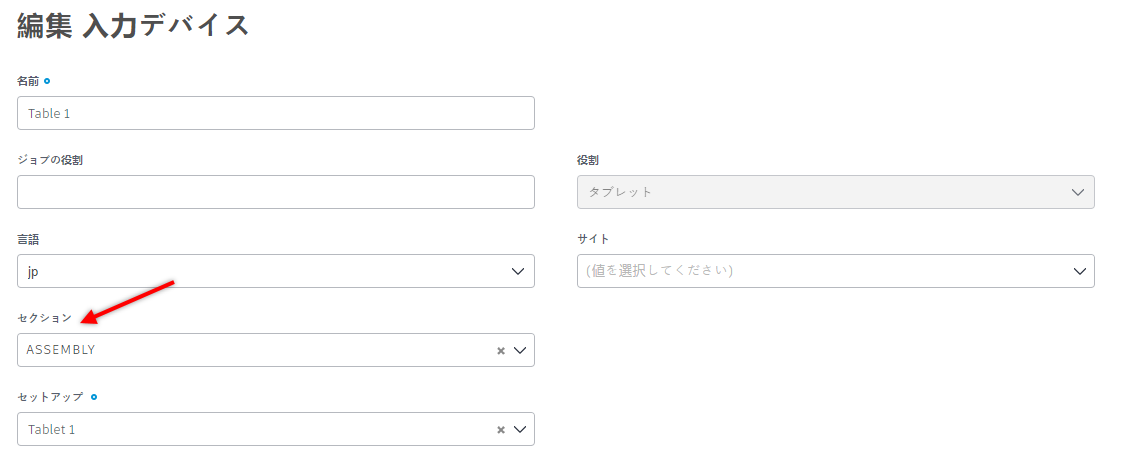 編集 入力デバイス
名前
Table 1
ジョブの役割
役割
タブレット
言語
サイト
jp
(値を選択してください)
セクション
ASSEMBLY
セットアップ
Tablet 1